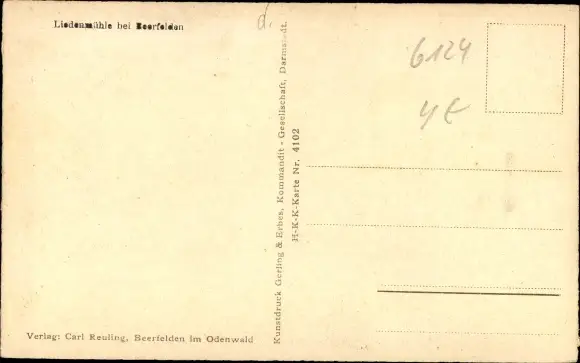 Liedenmühle bei Beerfelden
d.
6124
Kunstdruck Gerling & Erbes, Kommandit-Gesellschaft, Darmstadt.
H-K-K-Karte Nr. 4102
Verlag: Carl Reuling, Beerfelden im Odenwald